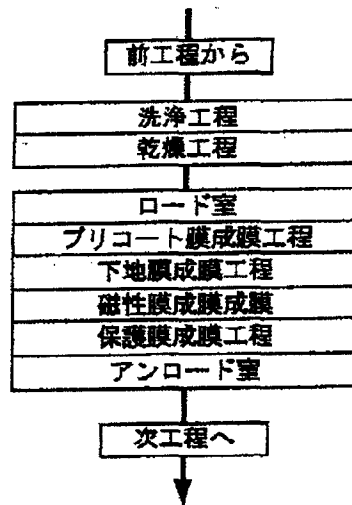 前工程から
洗浄工程
乾燥工程
ロード室
プリコート膜成膜工程
下地膜成膜工程
磁性膜成膜成膜
保護膜成膜工程
アンロード室
次工程へ